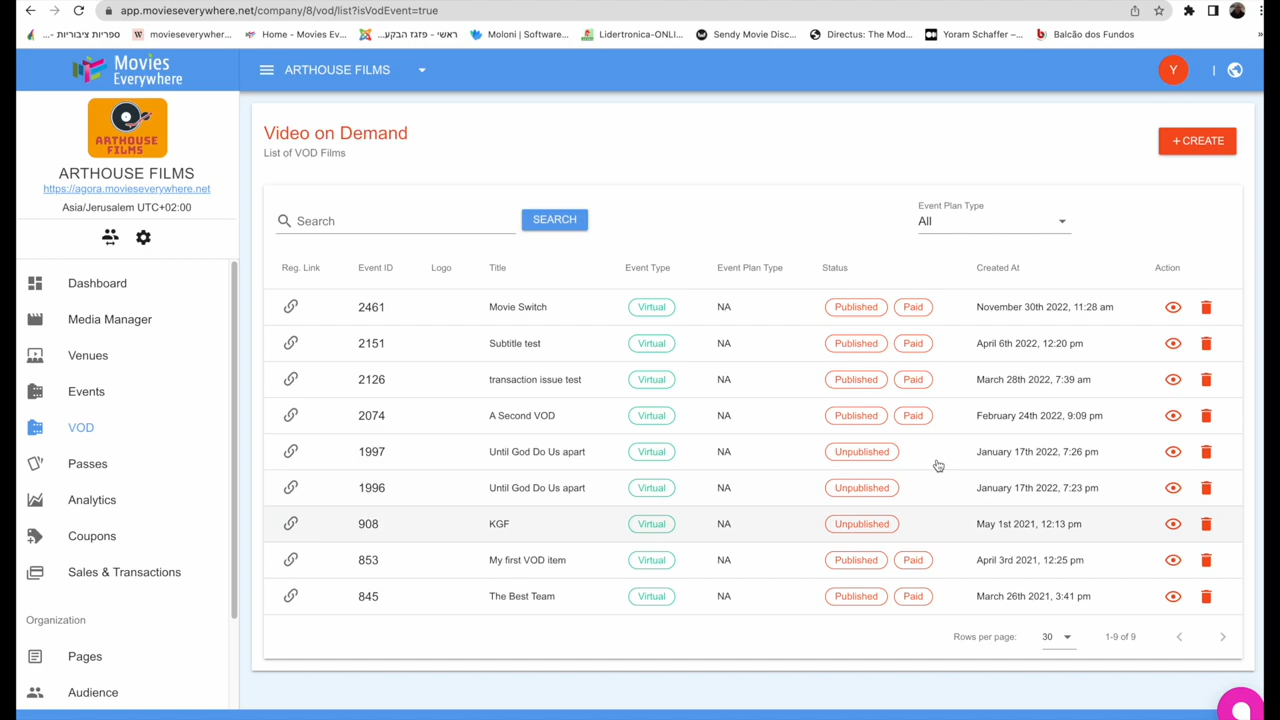 app.movieseverywhere.net/company/8/vod/list?isVodEvent=true
ספריות ציבוריות -...
movieseverywhere...
Home - Movies Ev...
ראשי - פזגז הבקע...
Moloni | Software...
Lidertronica-ONLI...
Sendy Movie Disc...
Directus: The Mod...
Yoram Schaffer –...
Balcão dos Fundos
»
Movies Everywhere
ARTHOUSE FILMS
Y
|
ARTHOUSE FILMS
ARTHOUSE FILMS
https://agora.movieseverywhere.net
Asia/Jerusalem UTC+02:00
Dashboard
Media Manager
Venues
Events
VOD
Passes
Analytics
Coupons
Sales & Transactions
Organization
Pages
Audience
Video on Demand
List of VOD Films
+ CREATE
Search
SEARCH
Event Plan Type
All
Reg. Link Event ID Logo Title Event Type Event Plan Type Status Created At Action
2461 Movie Switch Virtual NA Published Paid November 30th 2022, 11:28 am
2151 Subtitle test Virtual NA Published Paid April 6th 2022, 12:20 pm
2126 transaction issue test Virtual NA Published Paid March 28th 2022, 7:39 am
2074 A Second VOD Virtual NA Published Paid February 24th 2022, 9:09 pm
1997 Until God Do Us apart Virtual NA Unpublished January 17th 2022, 7:26 pm
1996 Until God Do Us apart Virtual NA Unpublished January 17th 2022, 7:23 pm
908 KGF Virtual NA Unpublished May 1st 2021, 12:13 pm
853 My first VOD item Virtual NA Published Paid April 3rd 2021, 12:25 pm
845 The Best Team Virtual NA Published Paid March 26th 2021, 3:41 pm
Rows per page: 30 1-9 of 9